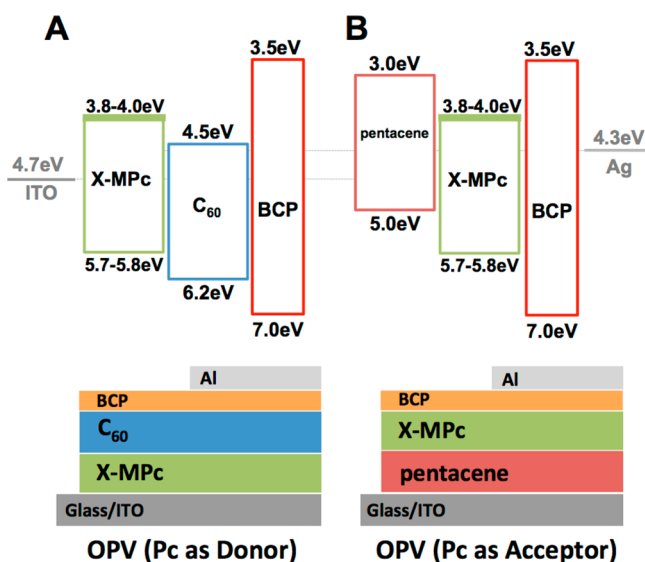 A
B
3.5eV
3.5eV
3.0eV
3.8-4.0eV
4.5eV
3.8-4.0eV
4.7eV
ITO
X-MPc
C60
BCP
pentacene
X-MPc
BCP
4.3eV
Ag
5.7-5.8eV
6.2eV
7.0eV
5.0eV
5.7-5.8eV
7.0eV
Al
BCP
C60
X-MPc
Glass/ITO
OPV (Pc as Donor)
Al
BCP
X-MPc
pentacene
Glass/ITO
OPV (Pc as Acceptor)